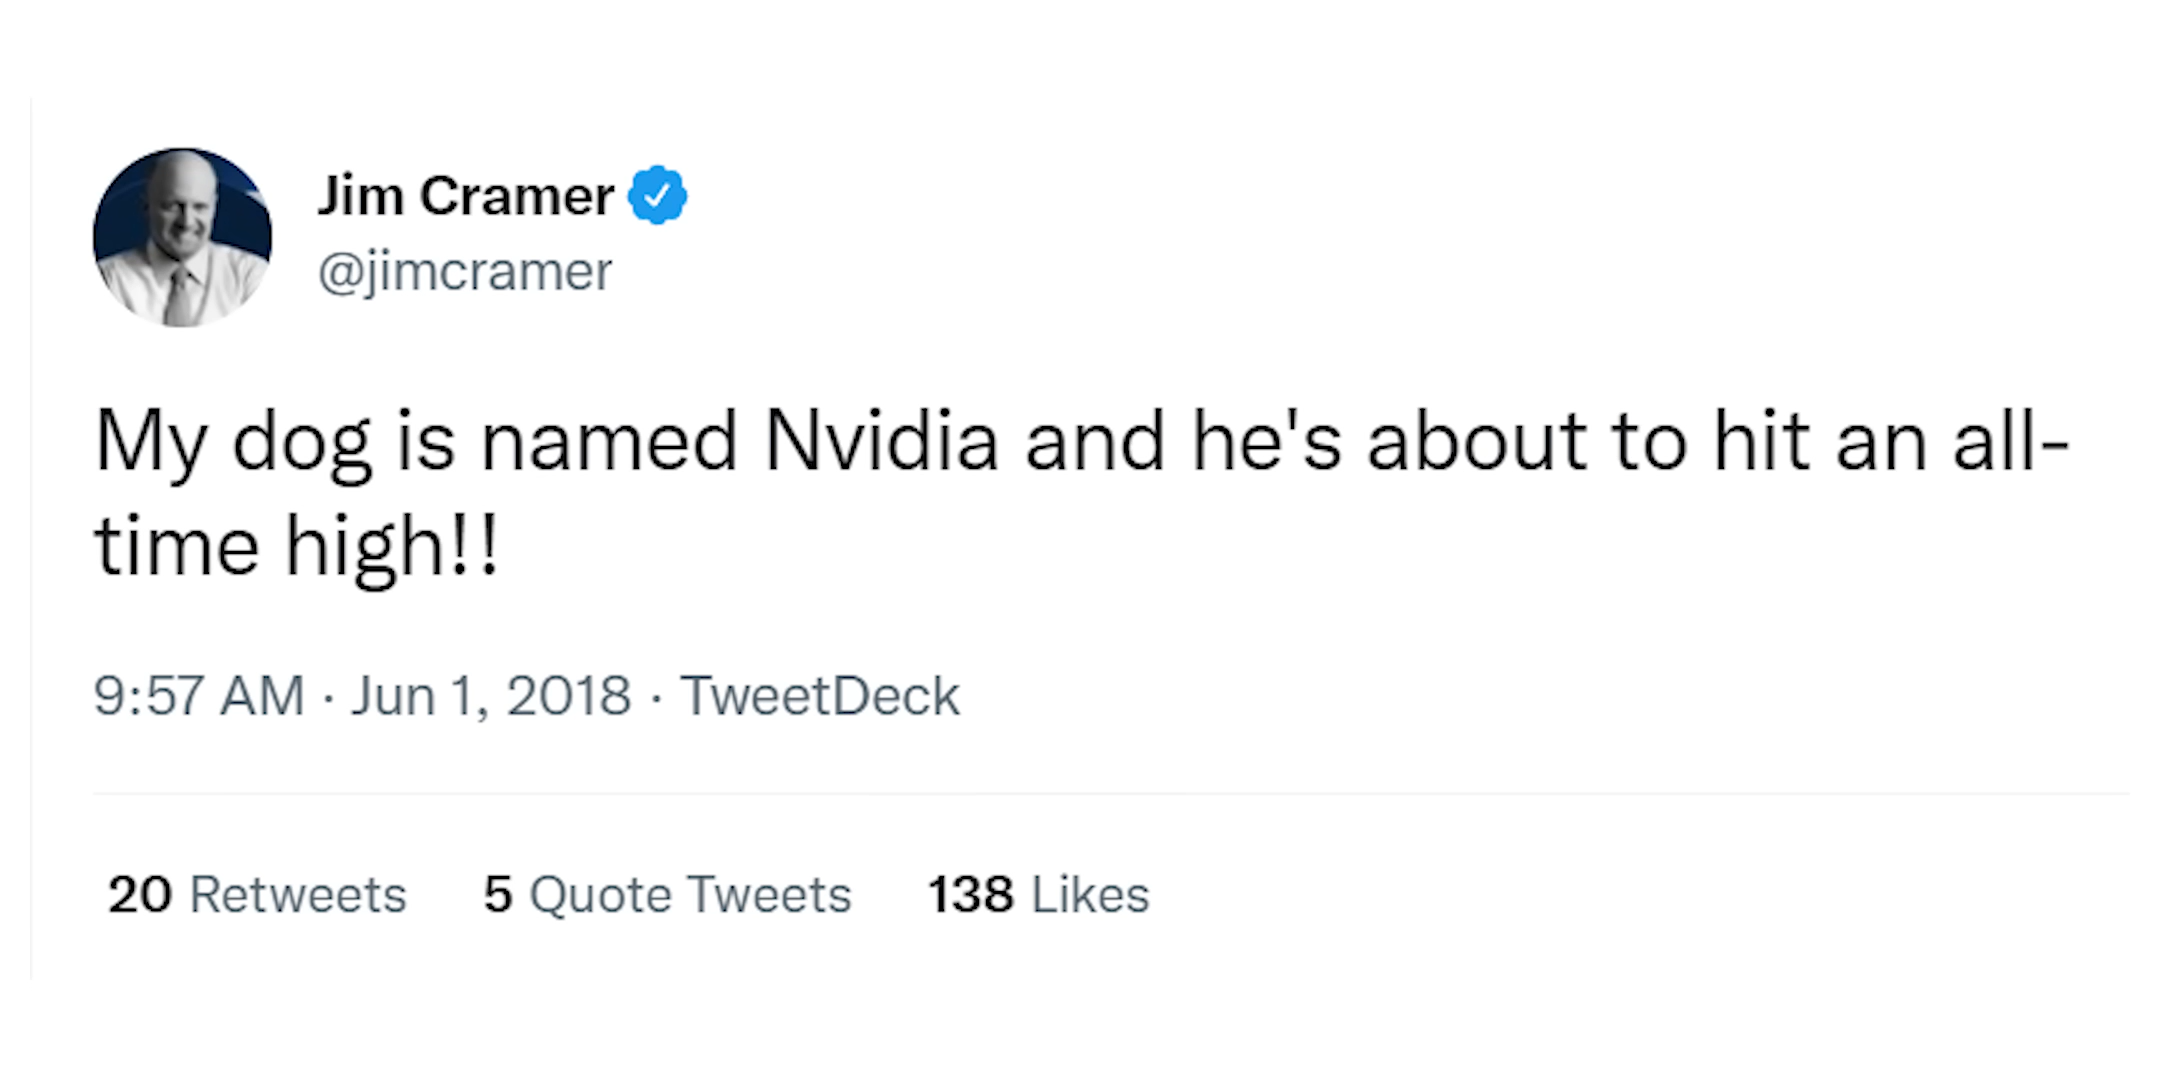 Jim Cramer
@jimcramer
My dog is named Nvidia and he's about to hit an all-
time high!!
9:57 AM · Jun 1, 2018 · TweetDeck
20 Retweets 5 Quote Tweets 138 Likes